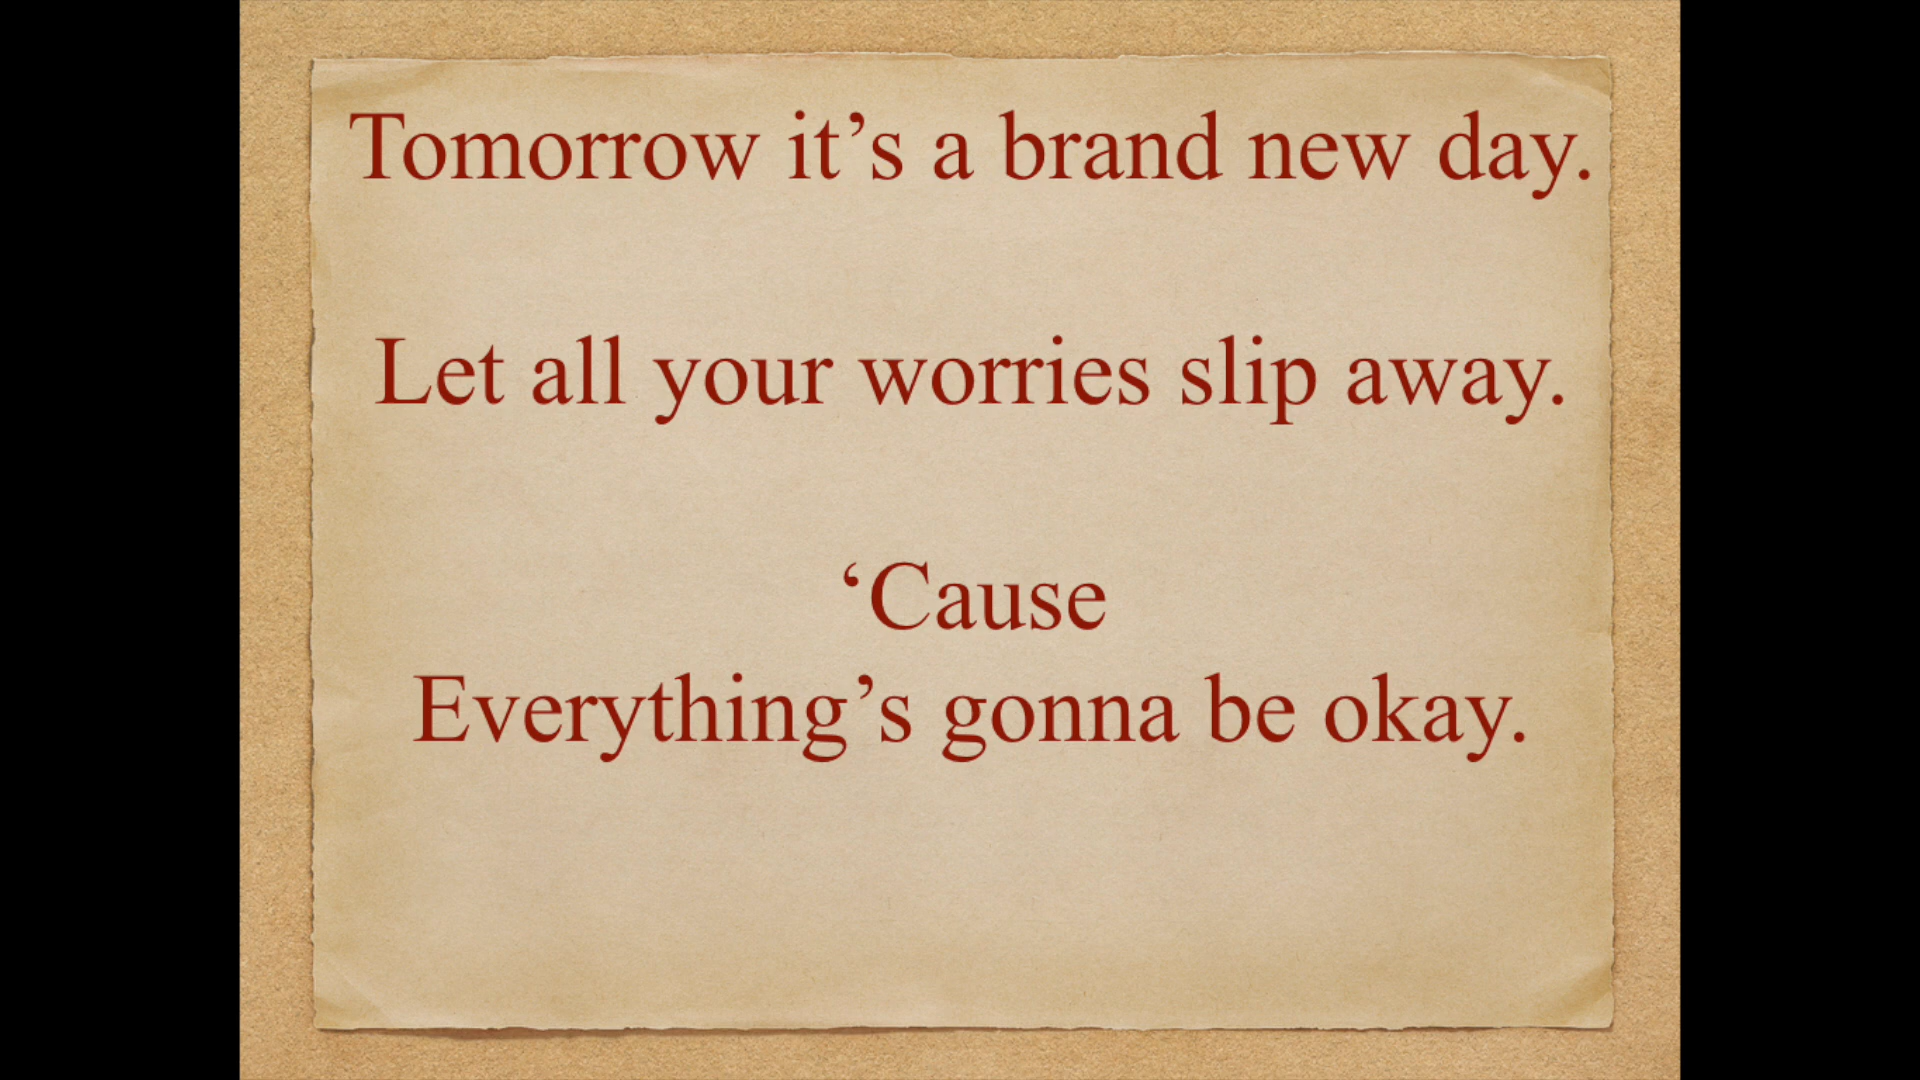 Tomorrow it’s a brand new day.
Let all your worries slip away.
‘Cause
Everything’s gonna be okay.